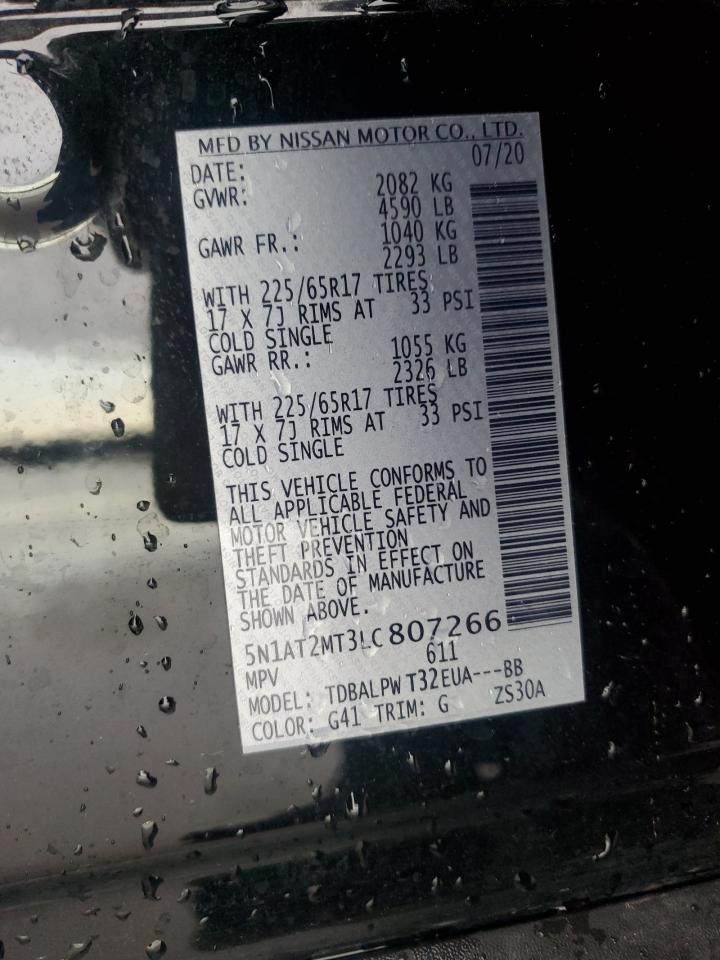 MFD BY NISSAN MOTOR CO., LTD.
DATE: 07/20
GVWR: 2082 KG
4590 LB
GAWR FR.: 1040 KG
2293 LB
WITH 225/65R17 TIRES
17 X 7J RIMS AT 33 PSI
COLD SINGLE
GAWR RR.: 1055 KG
2326 LB
WITH 225/65R17 TIRES
17 X 7J RIMS AT 33 PSI
COLD SINGLE
THIS VEHICLE CONFORMS TO
ALL APPLICABLE FEDERAL
MOTOR VEHICLE SAFETY AND
THEFT PREVENTION
STANDARDS IN EFFECT ON
THE DATE OF MANUFACTURE
SHOWN ABOVE.
5N1AT2MT3LC807266
MPV 611
MODEL: TDBALPW T32EUA---BB
COLOR: G41 TRIM: G ZS30A